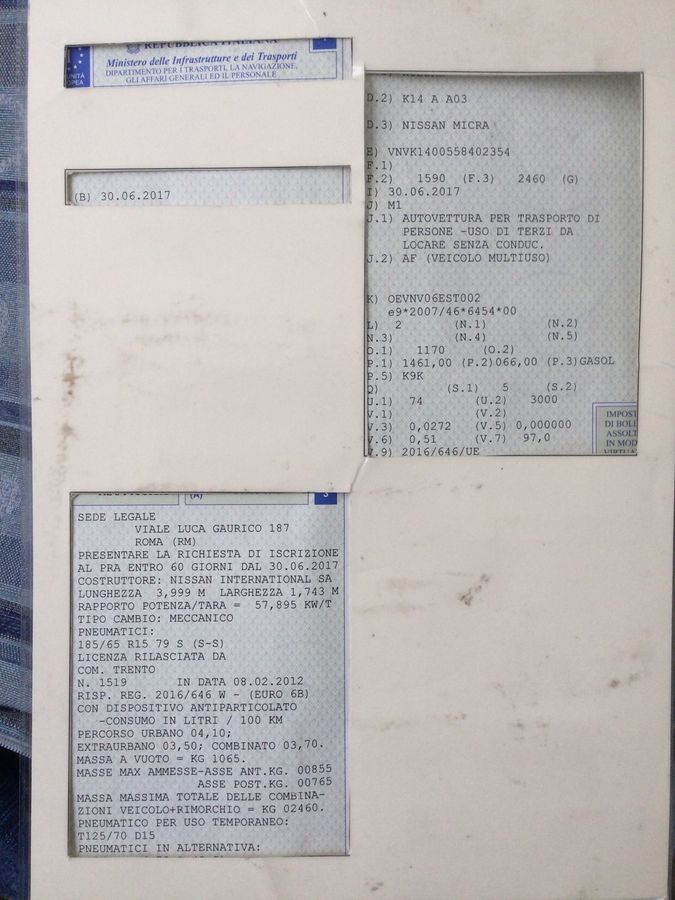 REPUBBLICA ITALIANA
Ministero delle Infrastrutture e dei Trasporti
DIPARTIMENTO PER I TRASPORTI, LA NAVIGAZIONE,
GLI AFFARI GENERALI ED IL PERSONALE
(B) 30.06.2017
D.2) K14 A A03
D.3) NISSAN MICRA
E) VNVK1400558402354
F.1)
F.2) 1590 (F.3) 2460 (G)
I) 30.06.2017
J) M1
J.1) AUTOVETTURA PER TRASPORTO DI
PERSONE -USO DI TERZI DA
LOCARE SENZA CONDUC.
J.2) AF (VEICOLO MULTIUSO)
K) OEVNV06EST002
e9*2007/46*6454*00
L) 2 (N.1) (N.2)
N.3) (N.4) (N.5)
O.1) 1170 (O.2)
P.1) 1461,00 (P.2)066,00 (P.3)GASOL
P.5) K9K
Q) (S.1) 5 (S.2)
U.1) 74 (U.2) 3000
V.1) (V.2)
V.3) 0,0272 (V.5) 0,000000
V.6) 0,51 (V.7) 97,0
V.9) 2016/646/UE
IMPOST
DI BOL
ASSOL
IN MOD
(A) 3
SEDE LEGALE
VIALE LUCA GAURICO 187
ROMA (RM)
PRESENTARE LA RICHIESTA DI ISCRIZIONE
AL PRA ENTRO 60 GIORNI DAL 30.06.2017
COSTRUTTORE: NISSAN INTERNATIONAL SA
LUNGHEZZA 3,999 M LARGHEZZA 1,743 M
RAPPORTO POTENZA/TARA = 57,895 KW/T
TIPO CAMBIO: MECCANICO
PNEUMATICI:
185/65 R15 79 S (S-S)
LICENZA RILASCIATA DA
COM. TRENTO
N. 1519 IN DATA 08.02.2012
RISP. REG. 2016/646 W - (EURO 6B)
CON DISPOSITIVO ANTIPARTICOLATO
-CONSUMO IN LITRI / 100 KM
PERCORSO URBANO 04,10;
EXTRAURBANO 03,50; COMBINATO 03,70.
MASSA A VUOTO = KG 1065.
MASSE MAX AMMESSE-ASSE ANT.KG. 00855
ASSE POST.KG. 00765
MASSA MASSIMA TOTALE DELLE COMBINA-
ZIONI VEICOLO+RIMORCHIO = KG 02460.
PNEUMATICO PER USO TEMPORANEO:
T125/70 D15
PNEUMATICI IN ALTERNATIVA: